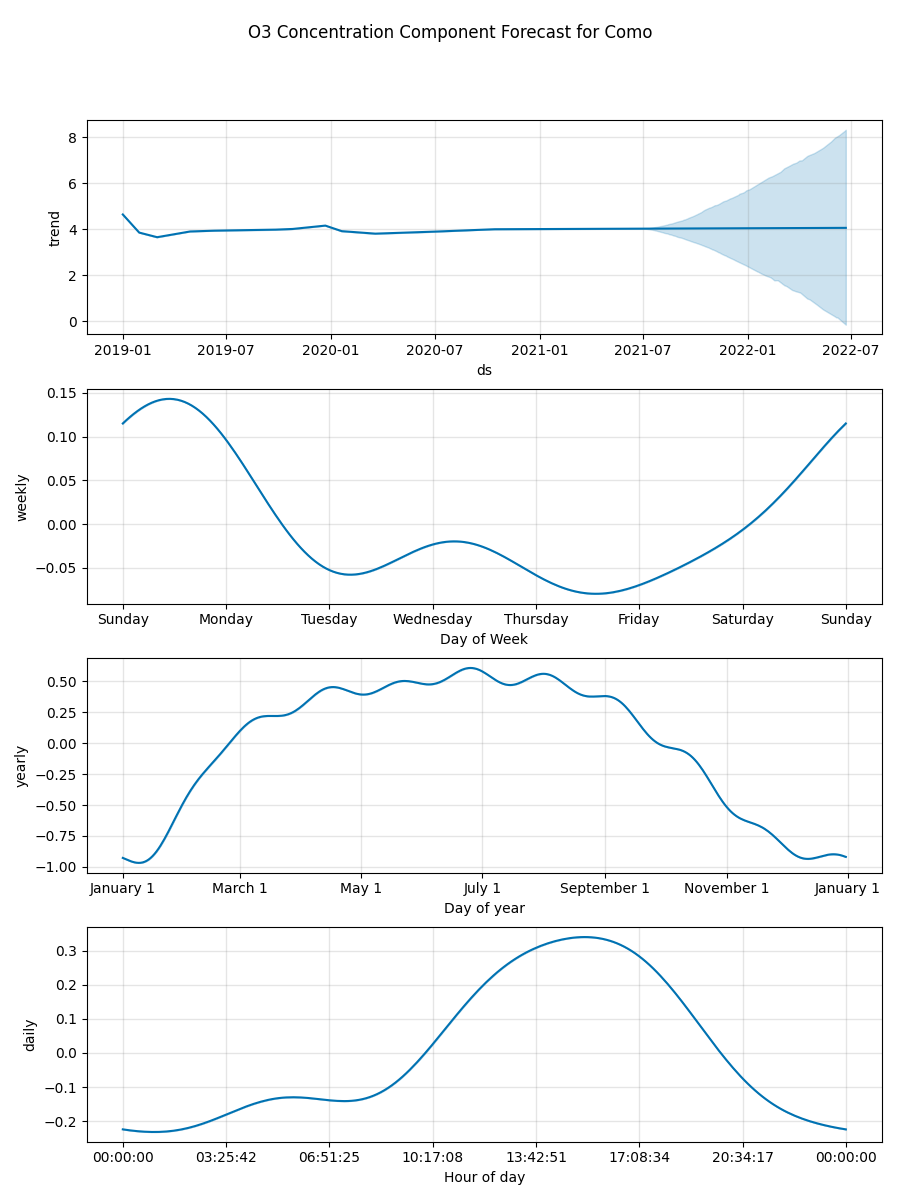 O3 Concentration Component Forecast for Como
8
6
4
2
0
trend
2019-01 2019-07 2020-01 2020-07 2021-01 2021-07 2022-01 2022-07
ds
0.15
0.10
0.05
0.00
−0.05
weekly
Sunday Monday Tuesday Wednesday Thursday Friday Saturday Sunday
Day of Week
0.50
0.25
0.00
−0.25
−0.50
−0.75
−1.00
yearly
January 1 March 1 May 1 July 1 September 1 November 1 January 1
Day of year
0.3
0.2
0.1
0.0
−0.1
−0.2
daily
00:00:00 03:25:42 06:51:25 10:17:08 13:42:51 17:08:34 20:34:17 00:00:00
Hour of day